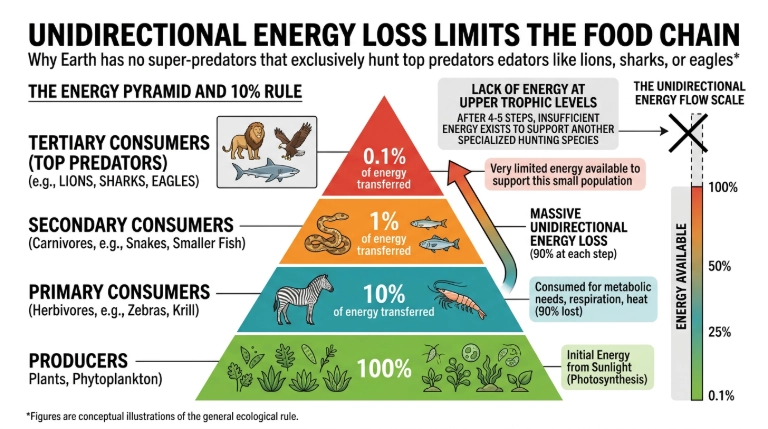 UNIDIRECTIONAL ENERGY LOSS LIMITS THE FOOD CHAIN
Why Earth has no super-predators that exclusively hunt top predators edators like lions, sharks, or eagles*
THE ENERGY PYRAMID AND 10% RULE
TERTIARY CONSUMERS
(TOP PREDATORS)
(e.g., LIONS, SHARKS, EAGLES)
0.1%
of energy
transferred
LACK OF ENERGY AT
UPPER TROPHIC LEVELS
AFTER 4-5 STEPS, INSUFFICIENT
ENERGY EXISTS TO SUPPORT ANOTHER
SPECIALIZED HUNTING SPECIES
Very limited energy available to
support this small population
SECONDARY CONSUMERS
(Carnivores, e.g., Snakes, Smaller Fish)
1%
of energy
transferred
MASSIVE
UNIDIRECTIONAL
ENERGY LOSS
(90% at each step)
PRIMARY CONSUMERS
(Herbivores, e.g., Zebras, Krill)
10%
of energy transferred
Consumed for metabolic
needs, respiration, heat
(90% lost)
PRODUCERS
Plants, Phytoplankton)
100%
Initial Energy
from Sunlight
(Photosynthesis)
THE UNIDIRECTIONAL
ENERGY FLOW SCALE
ENERGY AVAILABLE
100%
50%
25%
0.1%
*Figures are conceptual illustrations of the general ecological rule.